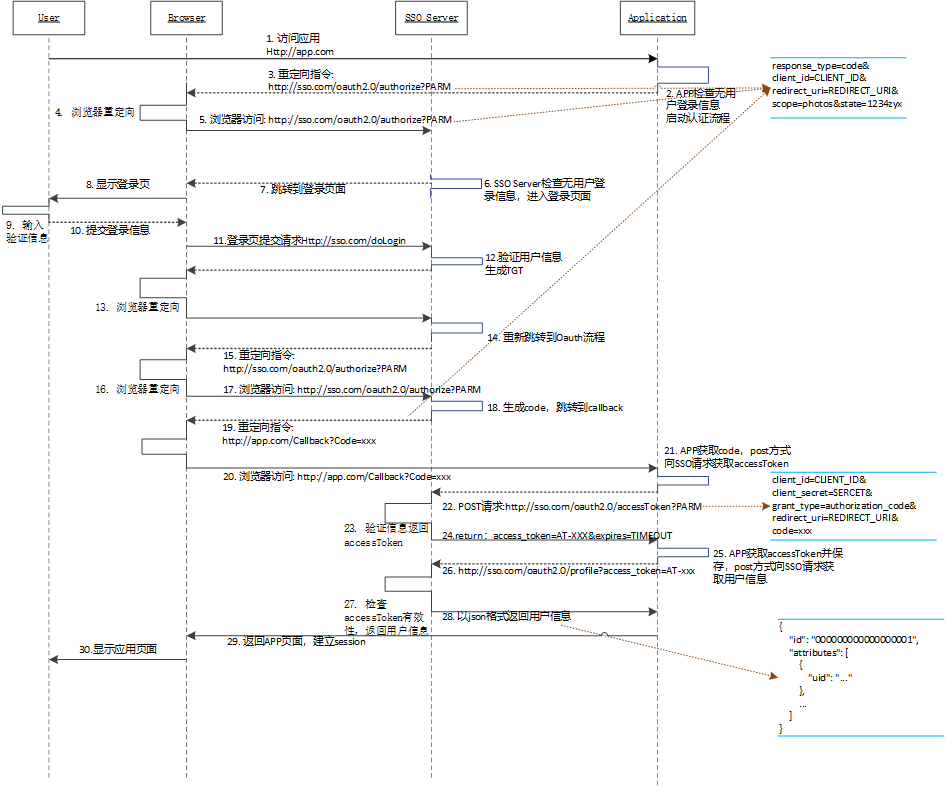 User
Browser
SSO Server
Application
1. 访问应用
Http://app.com
3. 重定向指令:
http://sso.com/oauth2.0/authorize?PARM
2. APP检查无用
户登录信息
启动认证流程
response_type=code&
client_id=CLIENT_ID&
redirect_uri=REDIRECT_URI&
scope=photos&state=1234zyx
4. 浏览器重定向
5. 浏览器访问: http://sso.com/oauth2.0/authorize?PARM
6. SSO Server检查无用户登
录信息，进入登录页面
7. 跳转到登录页面
8. 显示登录页
9. 输入
验证信息
10. 提交登录信息
11.登录页提交请求Http://sso.com/doLogin
12.验证用户信息
生成TGT
13. 浏览器重定向
14. 重新跳转到Oauth流程
15. 重定向指令:
http://sso.com/oauth2.0/authorize?PARM
16. 浏览器重定向
17. 浏览器访问: http://sso.com/oauth2.0/authorize?PARM
18. 生成code，跳转到callback
19. 重定向指令:
http://app.com/Callback?Code=xxx
20. 浏览器访问: http://app.com/Callback?Code=xxx
21. APP获取code，post方式
向SSO请求获取accessToken
22. POST请求:http://sso.com/oauth2.0/accessToken?PARM
client_id=CLIENT_ID&
client_secret=SERCET&
grant_type=authorization_code&
redirect_uri=REDIRECT_URI&
code=xxx
23. 验证信息返回
accessToken
24.return：access_token=AT-XXX&expires=TIMEOUT
25. APP获取accessToken并保
存，post方式向SSO请求获
取用户信息
26. http://sso.com/oauth2.0/profile?access_token=AT-xxx
27. 检查
accessToken有效
性，返回用户信息
28. 以json格式返回用户信息
29. 返回APP页面，建立session
30.显示应用页面
{
"id": "000000000000000001",
"attributes": [
{
"uid": "..."
},
...
]
}